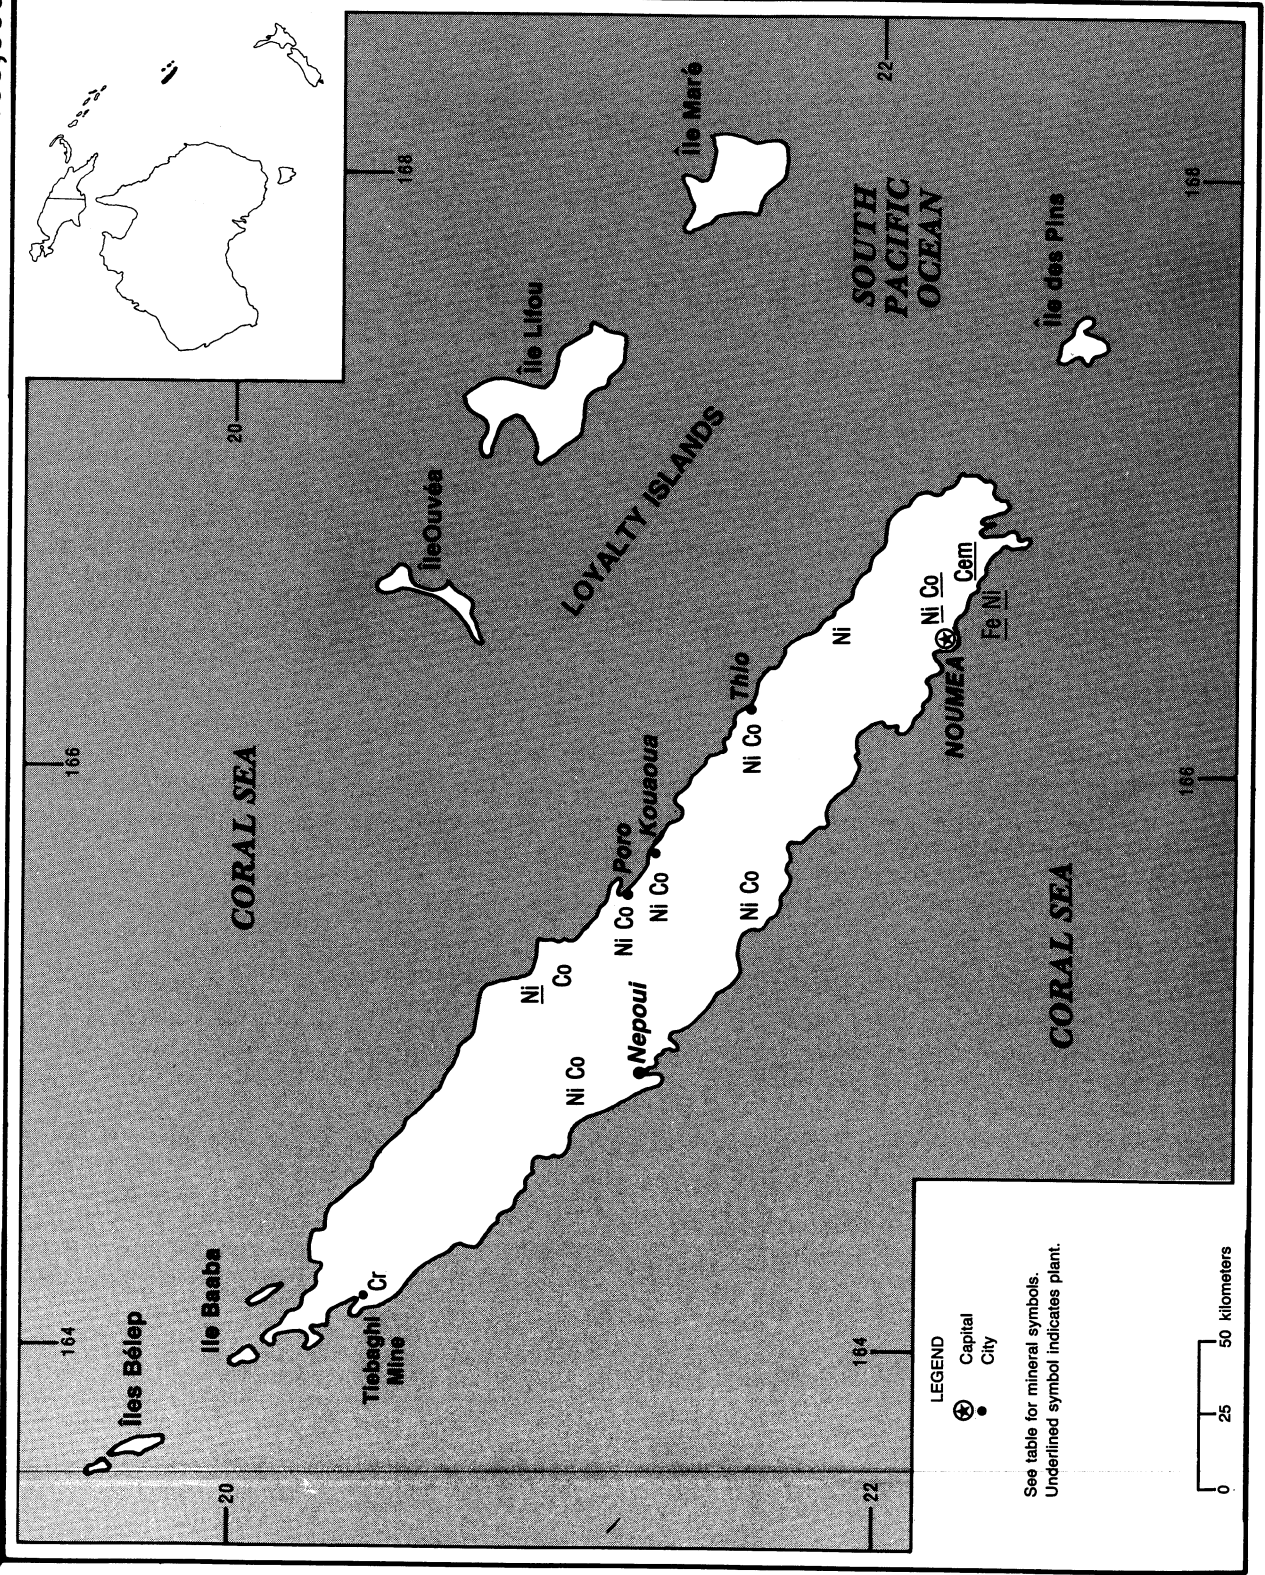 164
166
Îles Bélep
Ile Baaba
20
20
CORAL SEA
Tiebaghi
Mine
Cr
168
ÎleOuvéa
Île Lifou
Ni
Co
Ni Co
Poro
Ni Co
Nepoui
Kouaoua
Ni Co
LOYALTY ISLANDS
Île Maré
Thio
Ni Co
Ni Co
Ni
164
22
22
SOUTH
PACIFIC
OCEAN
Ni Co
NOUMEA
Cem
Fe Ni
LEGEND
Capital
City
See table for mineral symbols.
Underlined symbol indicates plant.
Île des Pins
CORAL SEA
166
168
0 25 50 kilometers